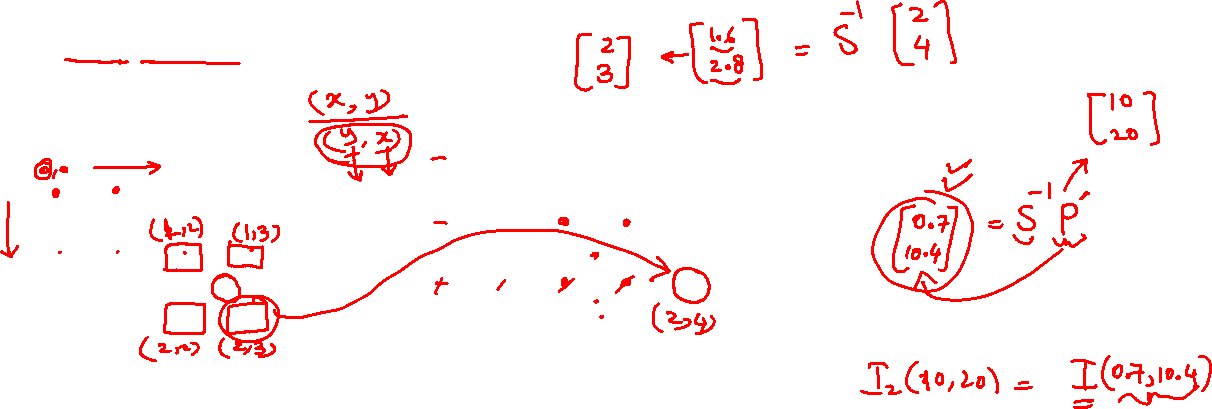 [2 3] ← [1.6 2.8] = S⁻¹ [2 4]
(x, y)
(y, x)
[10 20]
[0.7 10.4] = S⁻¹ P'
(1,2) (1,3)
(2,2) (2,3)
(2,4)
I₂(10,20) = I(0.7,10.4)